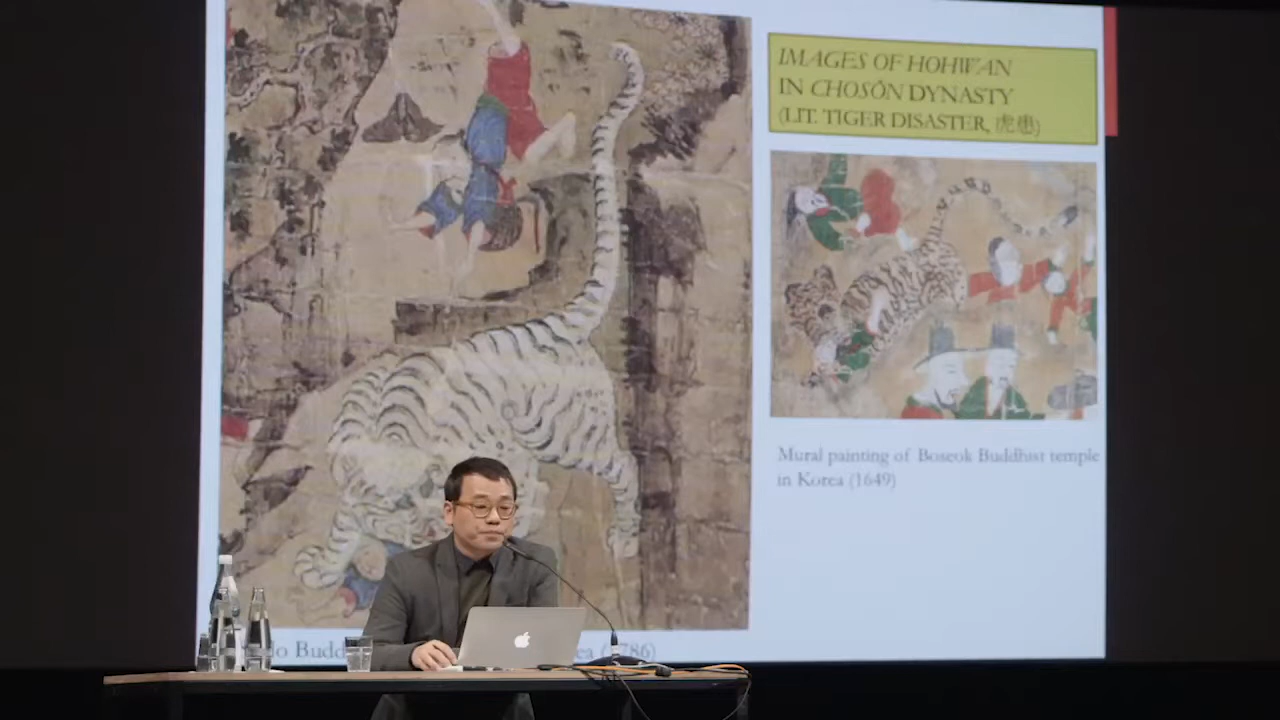 IMAGES OF HOHWAN
IN CHOSŎN DYNASTY
(LIT. TIGER DISASTER, 虎患)
Mural painting of Boseok Buddhist temple
in Korea (1649)